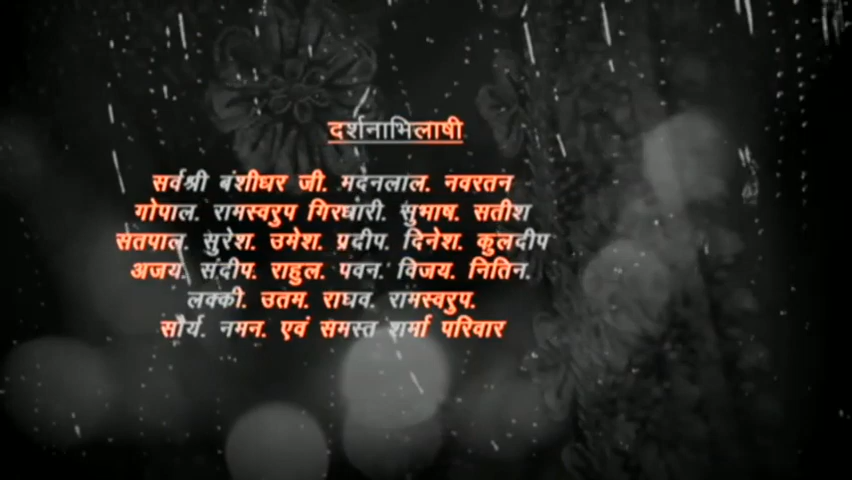 दर्शनाभिलाषी
सर्वश्री बंशीधर जी. मदनलाल. नवरतन
गोपाल. रामस्वरुप गिरधारी. सुभाष. सतीश
सतपाल. सुरेश. उमेश. प्रदीप. दिनेश. कुलदीप
अजय. संदीप. राहुल. पवन. विजय. नितिन.
लक्की. उतम. राघव. रामस्वरुप.
सौर्य. नमन. एवं समस्त शर्मा परिवार